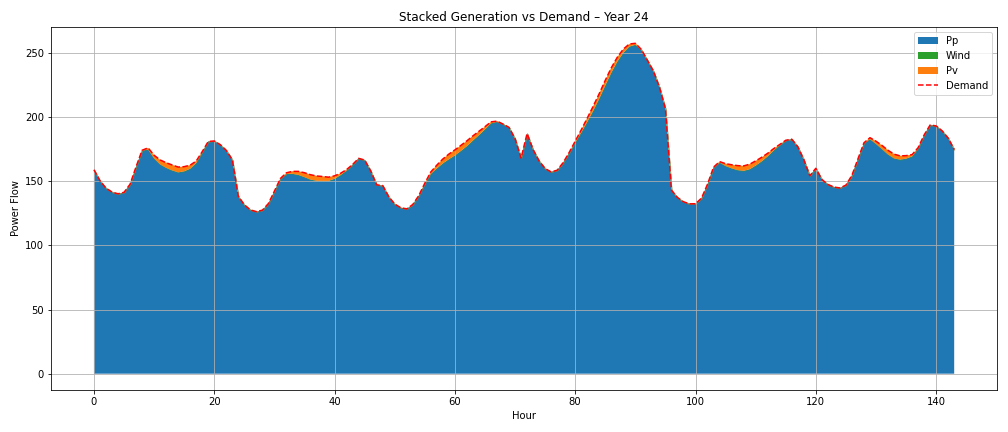 Stacked Generation vs Demand – Year 24
Pp
Wind
Pv
Demand
Power Flow
250
200
150
100
50
0
0 20 40 60 80 100 120 140
Hour